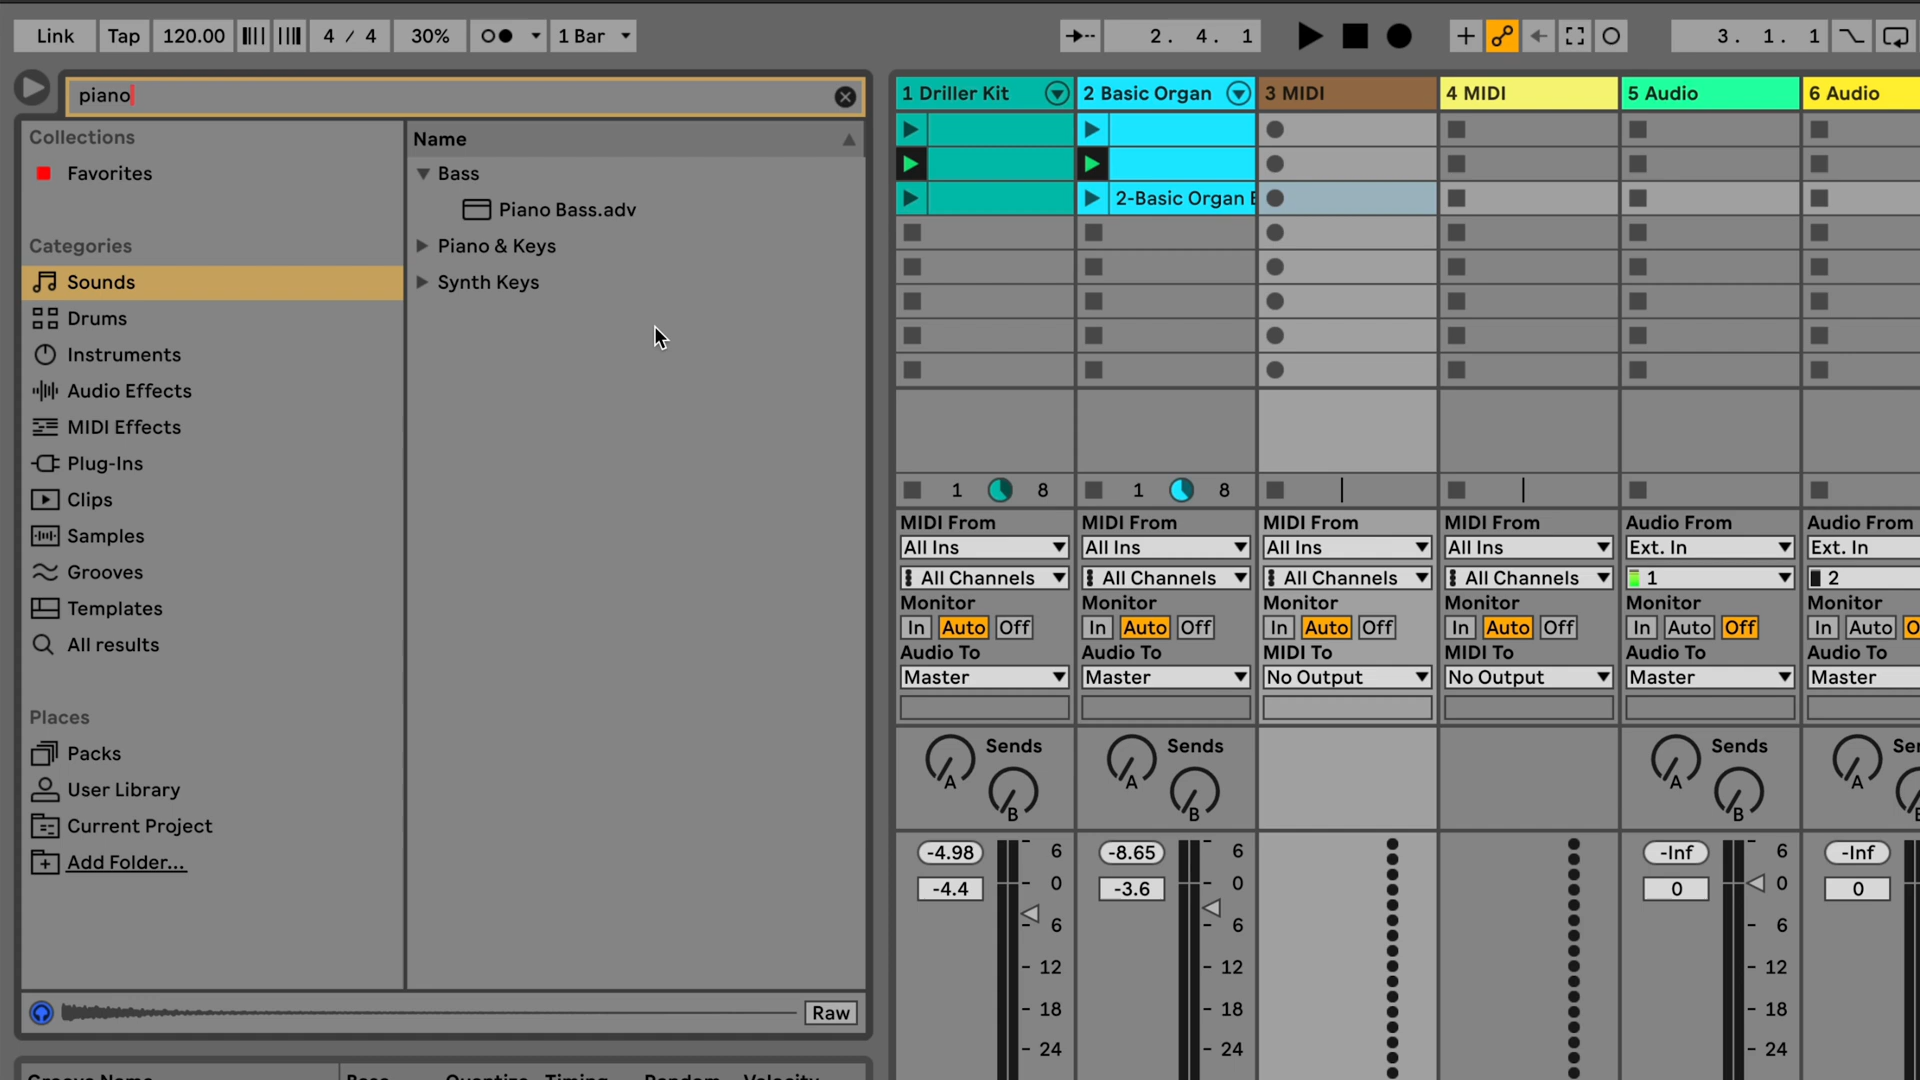 Link Tap 120.00 4 / 4 30% 1 Bar 2. 4. 1 3. 1. 1
piano
Collections
Favorites
Categories
Sounds
Drums
Instruments
Audio Effects
MIDI Effects
Plug-Ins
Clips
Samples
Grooves
Templates
All results
Places
Packs
User Library
Current Project
Add Folder...
Name
Bass
Piano Bass.adv
Piano & Keys
Synth Keys
Raw
Groove Name Base Quantize Timing Random Velocity
1 Driller Kit 2 Basic Organ 3 MIDI 4 MIDI 5 Audio 6 Audio
2-Basic Organ
1 8 1 8
MIDI From MIDI From MIDI From MIDI From Audio From Audio From
All Ins All Ins All Ins All Ins Ext. In Ext. In
All Channels All Channels All Channels All Channels 1 2
Monitor Monitor Monitor Monitor Monitor Monitor
In Auto Off In Auto Off In Auto Off In Auto Off In Auto Off In Auto
Audio To Audio To MIDI To MIDI To Audio To Audio To
Master Master No Output No Output Master Master
Sends Sends Sends
A A A A
B B B
-4.98 6 -8.65 6 -Inf 6 -Inf
-4.4 0 -3.6 0 0 0 0
6 6 6
12 12 12
18 18 18
24 24 24